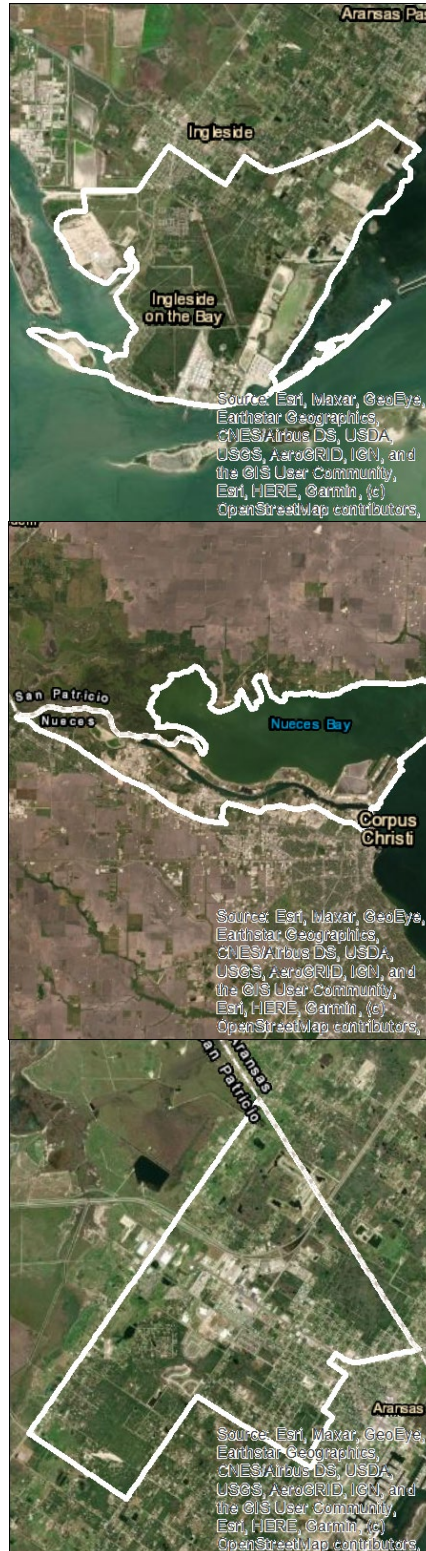 Aransas Pas
Ingleside
Ingleside
on the Bay
Source: Esri, Maxar, GeoEye,
Earthstar Geographics,
CNES/Airbus DS, USDA,
USGS, AeroGRID, IGN, and
the GIS User Community,
Esri, HERE, Garmin, (c)
OpenStreetMap contributors,
San Patricio
Nueces
Nueces Bay
Corpus
Christi
Source: Esri, Maxar, GeoEye,
Earthstar Geographics,
CNES/Airbus DS, USDA,
USGS, AeroGRID, IGN, and
the GIS User Community,
Esri, HERE, Garmin, (c)
OpenStreetMap contributors,
Aransas
San Patricio
Aransas
Source: Esri, Maxar, GeoEye,
Earthstar Geographics,
CNES/Airbus DS, USDA,
USGS, AeroGRID, IGN, and
the GIS User Community,
Esri, HERE, Garmin, (c)
OpenStreetMap contributors,